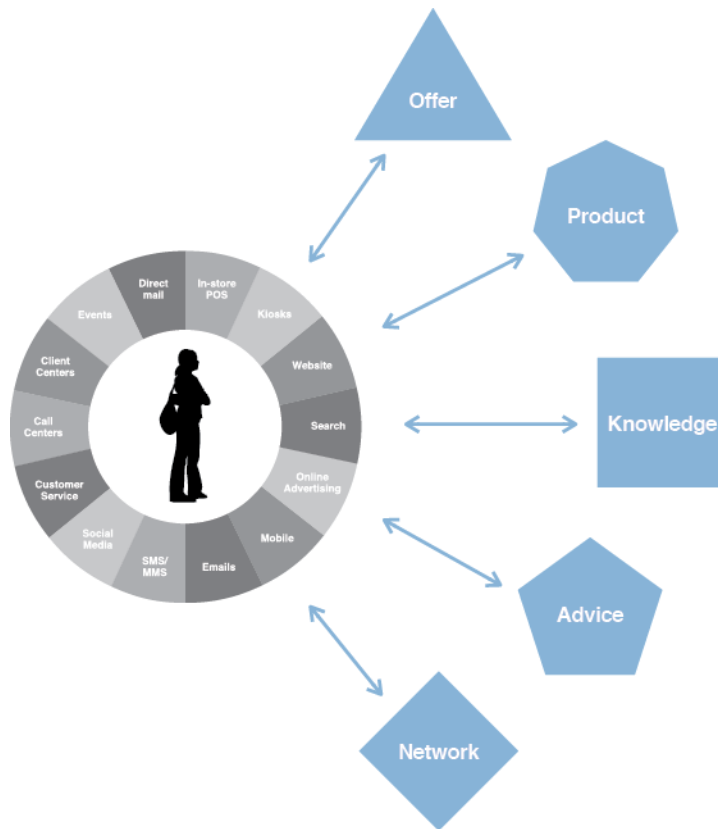 Offer
Product
Knowledge
Advice
Network
Direct
mail
In-store
POS
Kiosks
Website
Search
Online
Advertising
Mobile
Emails
SMS/
MMS
Social
Media
Customer
Service
Call
Centers
Client
Centers
Events